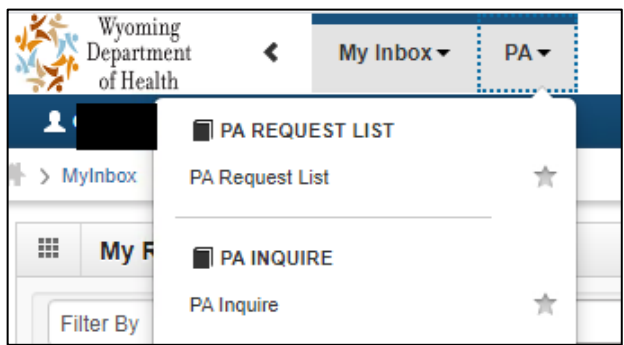 Wyoming
Department
of Health
My Inbox
PA
PA REQUEST LIST
> MyInbox
PA Request List
My R
PA INQUIRE
PA Inquire
Filter By